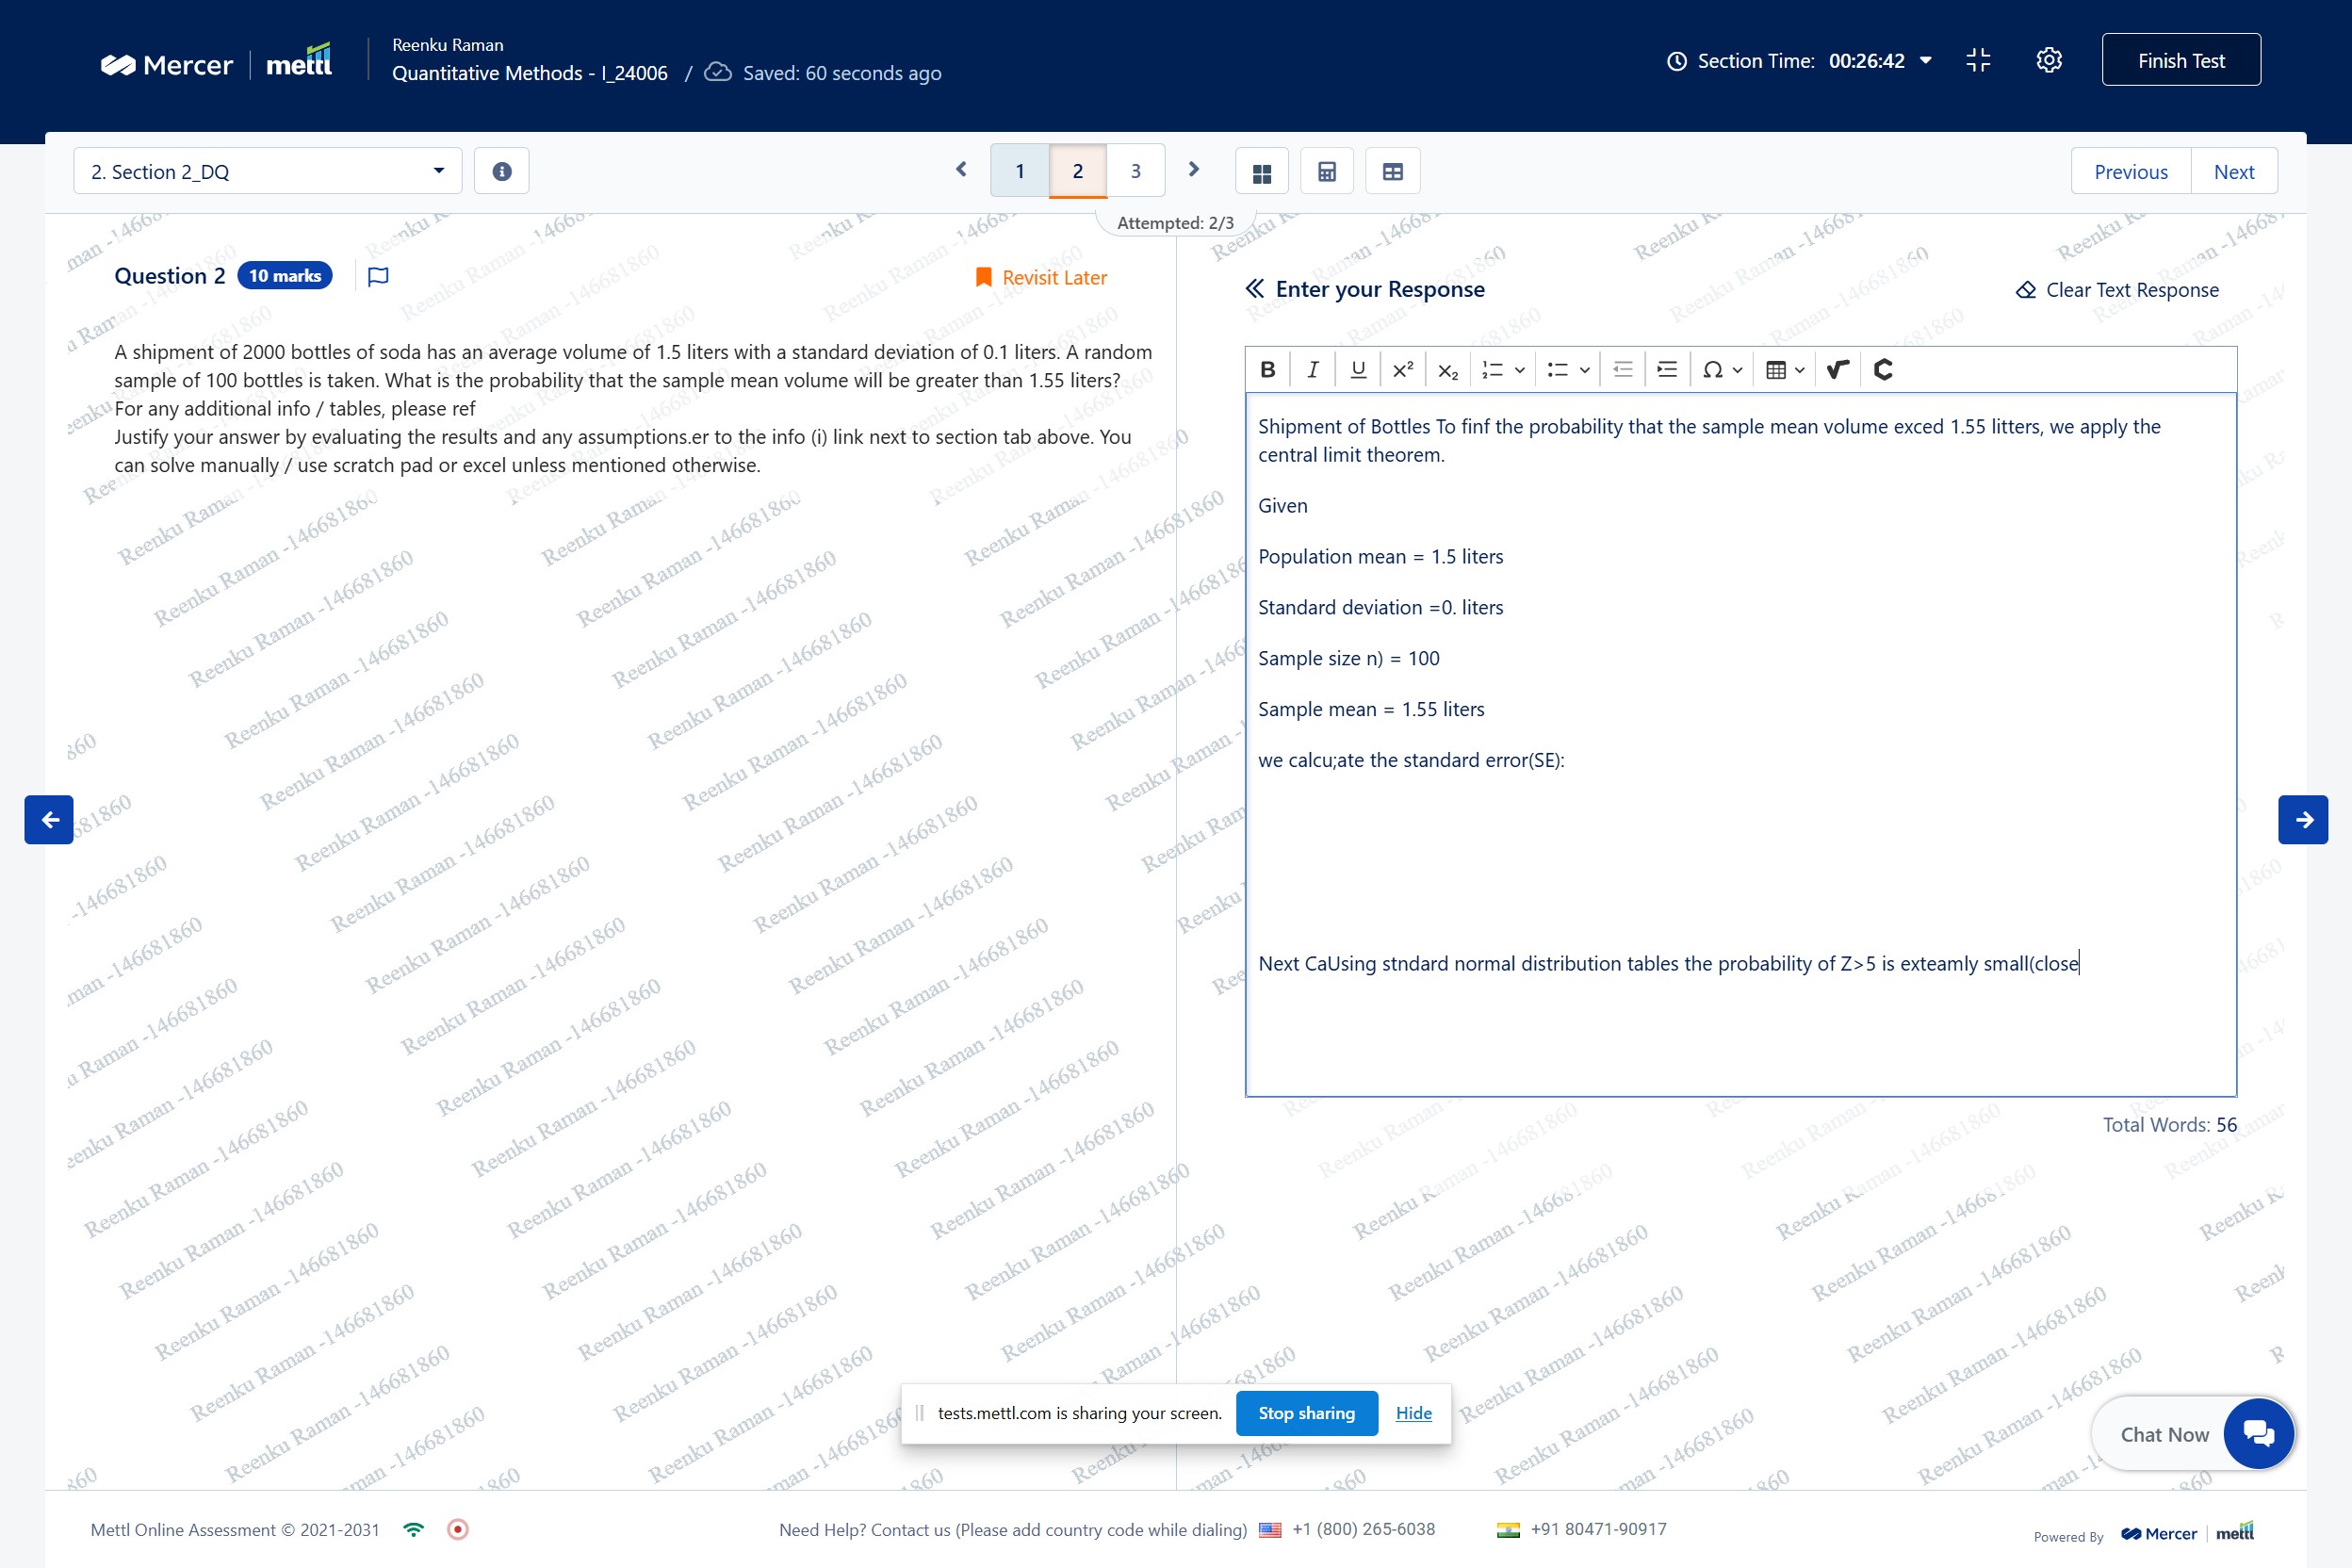 Mercer | mettl
Reenku Raman
Quantitative Methods - I_24006 / Saved: 60 seconds ago
Section Time: 00:26:42
Finish Test
2. Section 2_DQ
1 2 3
Previous Next
Attempted: 2/3
Question 2 10 marks
Revisit Later
A shipment of 2000 bottles of soda has an average volume of 1.5 liters with a standard deviation of 0.1 liters. A random
sample of 100 bottles is taken. What is the probability that the sample mean volume will be greater than 1.55 liters?
For any additional info / tables, please ref
Justify your answer by evaluating the results and any assumptions.er to the info (i) link next to section tab above. You
can solve manually / use scratch pad or excel unless mentioned otherwise.
Enter your Response
Clear Text Response
B I U x² x₂ Ω
Shipment of Bottles To finf the probability that the sample mean volume exced 1.55 litters, we apply the
central limit theorem.
Given
Population mean = 1.5 liters
Standard deviation =0. liters
Sample size n) = 100
Sample mean = 1.55 liters
we calcu;ate the standard error(SE):
Next CaUsing stndard normal distribution tables the probability of Z>5 is exteamly small(close
Total Words: 56
Reenku Raman -146681860
tests.mettl.com is sharing your screen.
Stop sharing
Hide
Chat Now
Mettl Online Assessment © 2021-2031
Need Help? Contact us (Please add country code while dialing) +1 (800) 265-6038 +91 80471-90917
Powered By Mercer | mettl